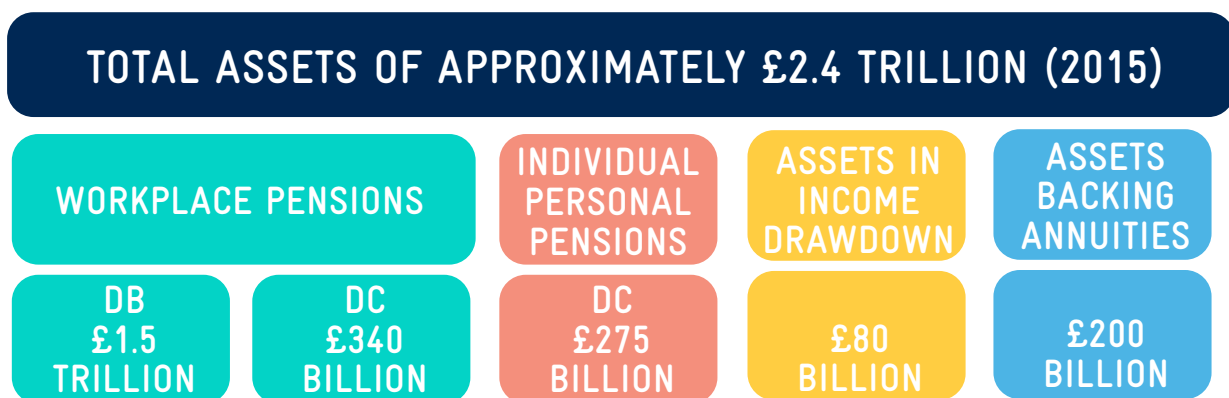 TOTAL ASSETS OF APPROXIMATELY £2.4 TRILLION (2015)
WORKPLACE PENSIONS
INDIVIDUAL
PERSONAL
PENSIONS
ASSETS IN
INCOME
DRAWDOWN
ASSETS
BACKING
ANNUITIES
DB
£1.5
TRILLION
DC
£340
BILLION
DC
£275
BILLION
£80
BILLION
£200
BILLION